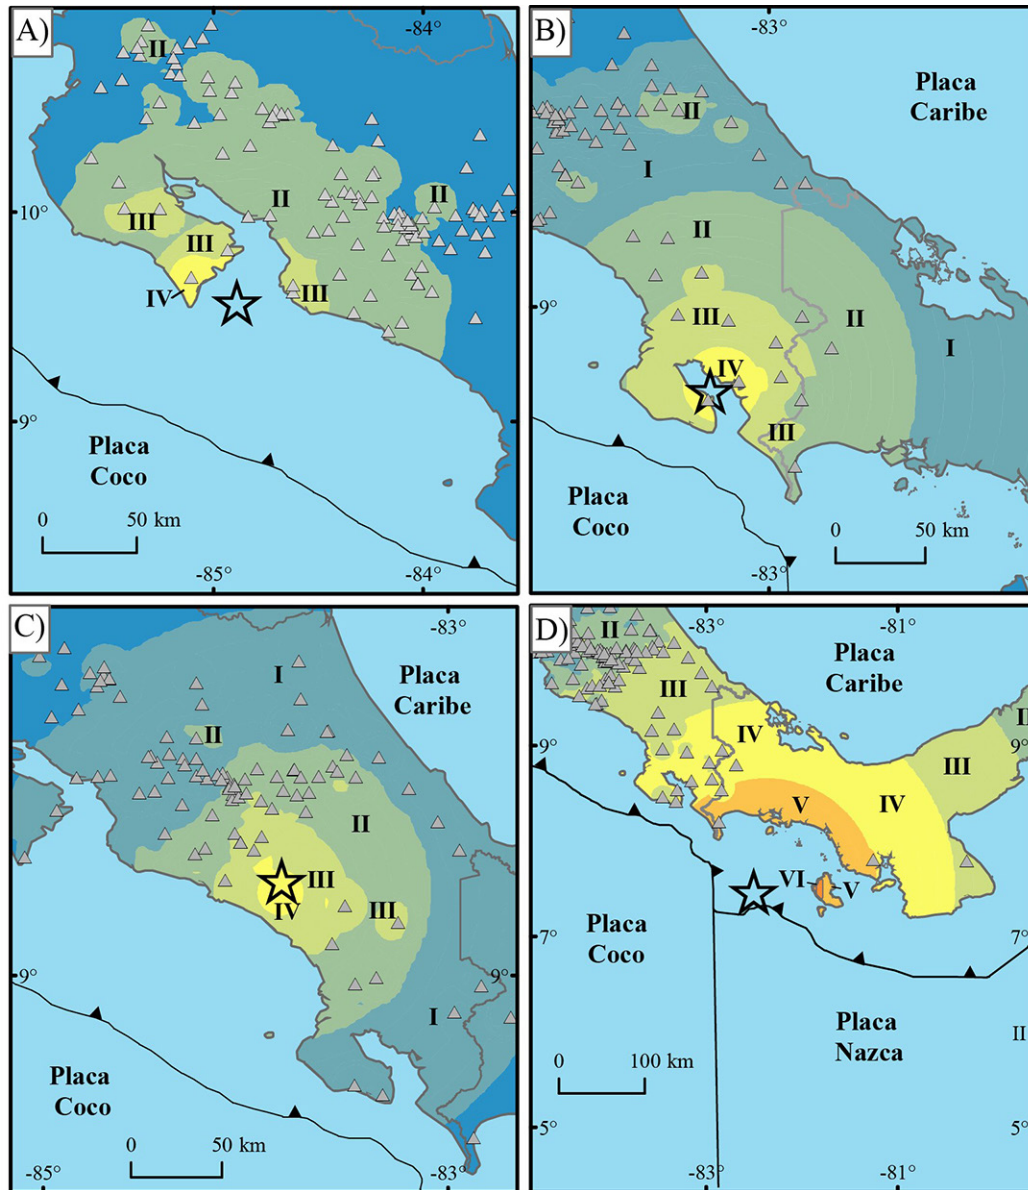 A)
-84°
II
II
II
10°
III
III
IV
III
9°
Placa
Coco
0 50 km
-85° -84°
B)
-83°
Placa
Caribe
II
I
II
9°
III
II
I
IV
III
Placa
Coco
0 50 km
-83°
C)
-83°
I
Placa
Caribe
II
II
III
IV
III
9°
I
Placa
Coco
0 50 km
-85° -83°
D)
-83° -81°
II
Placa
Caribe
III
IV
II
9° 9°
III
V
IV
VI V
Placa
Coco
7° 7°
Placa
Nazca
II
0 100 km
5° 5°
-83° -81°